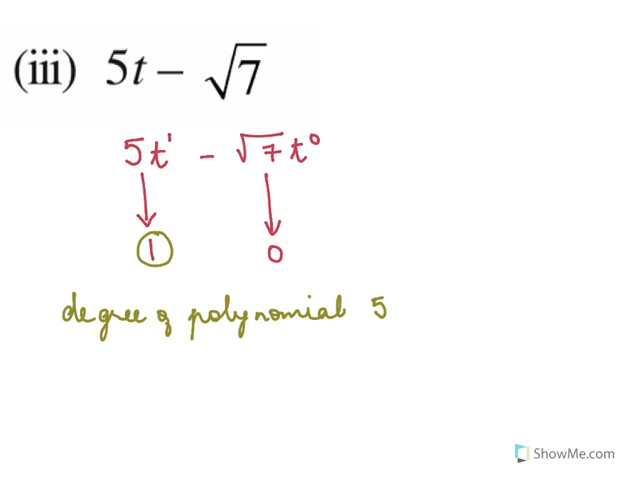 (iii) 5t − √7
5t¹ − √7 t⁰
1 0
degree of polynomial 5
ShowMe.com